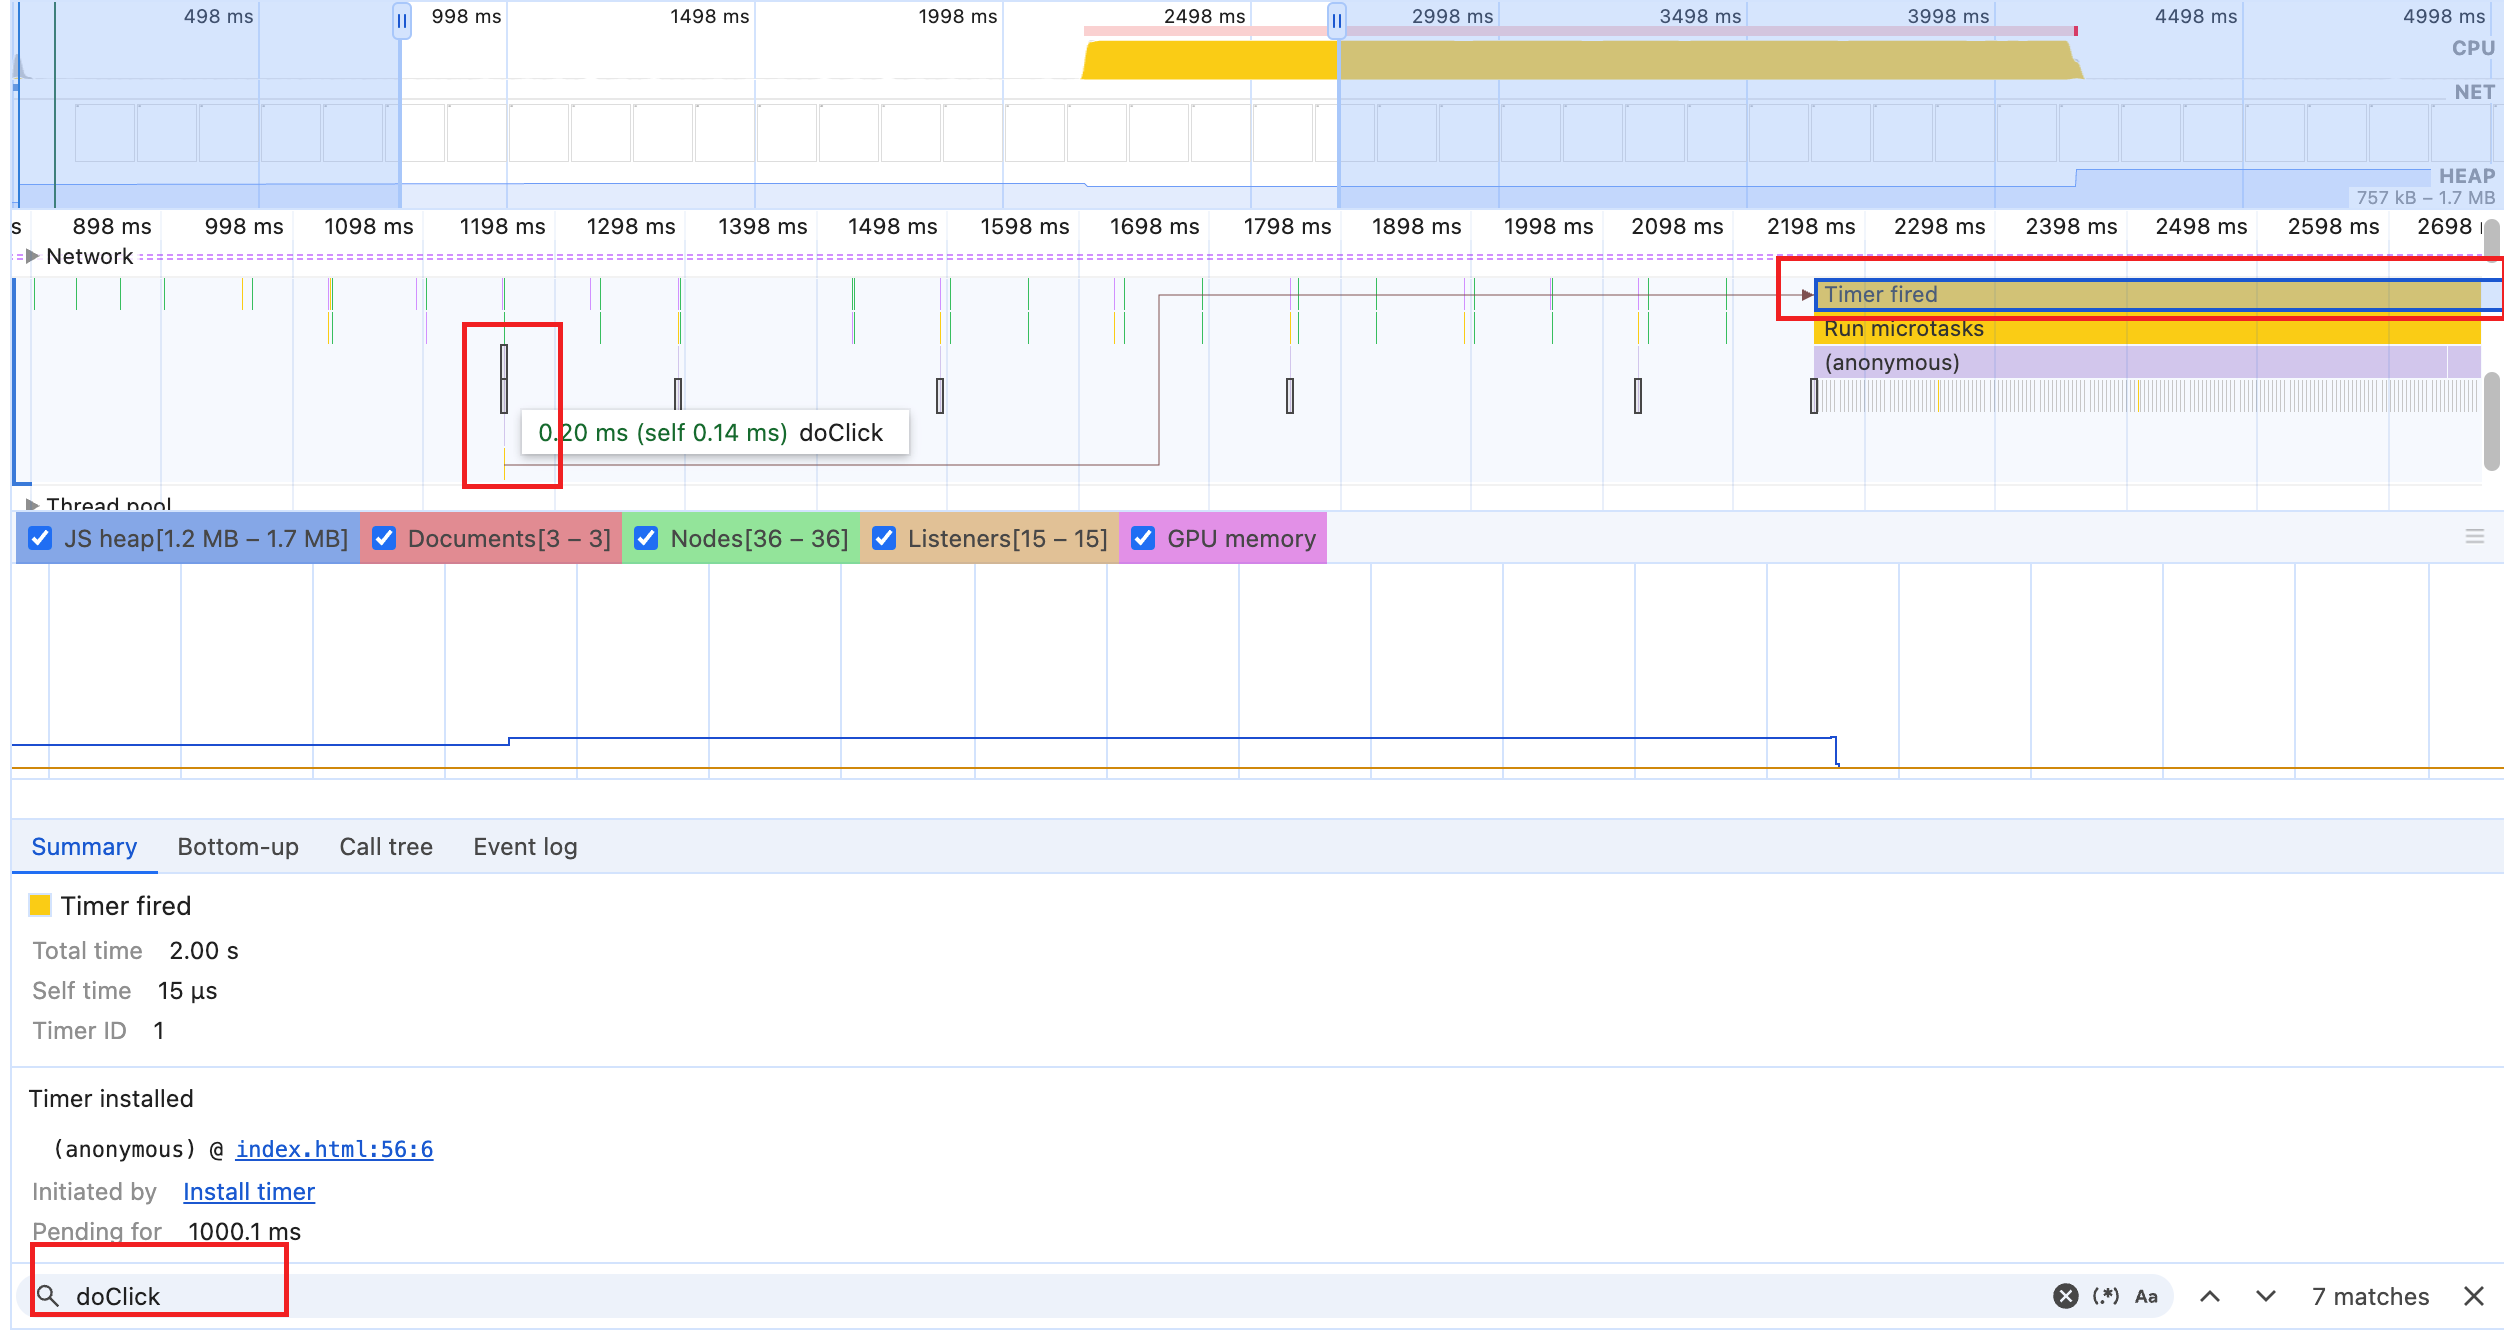 498 ms 998 ms 1498 ms 1998 ms 2498 ms 2998 ms 3498 ms 3998 ms 4498 ms 4998 ms
CPU
NET
HEAP
757 kB – 1.7 MB
s 898 ms 998 ms 1098 ms 1198 ms 1298 ms 1398 ms 1498 ms 1598 ms 1698 ms 1798 ms 1898 ms 1998 ms 2098 ms 2198 ms 2298 ms 2398 ms 2498 ms 2598 ms 2698
Network
Timer fired
Run microtasks
(anonymous)
0.20 ms (self 0.14 ms) doClick
Thread pool
JS heap[1.2 MB – 1.7 MB] Documents[3 – 3] Nodes[36 – 36] Listeners[15 – 15] GPU memory
Summary Bottom-up Call tree Event log
Timer fired
Total time 2.00 s
Self time 15 μs
Timer ID 1
Timer installed
(anonymous) @ index.html:56:6
Initiated by Install timer
Pending for 1000.1 ms
doClick (.*) Aa 7 matches